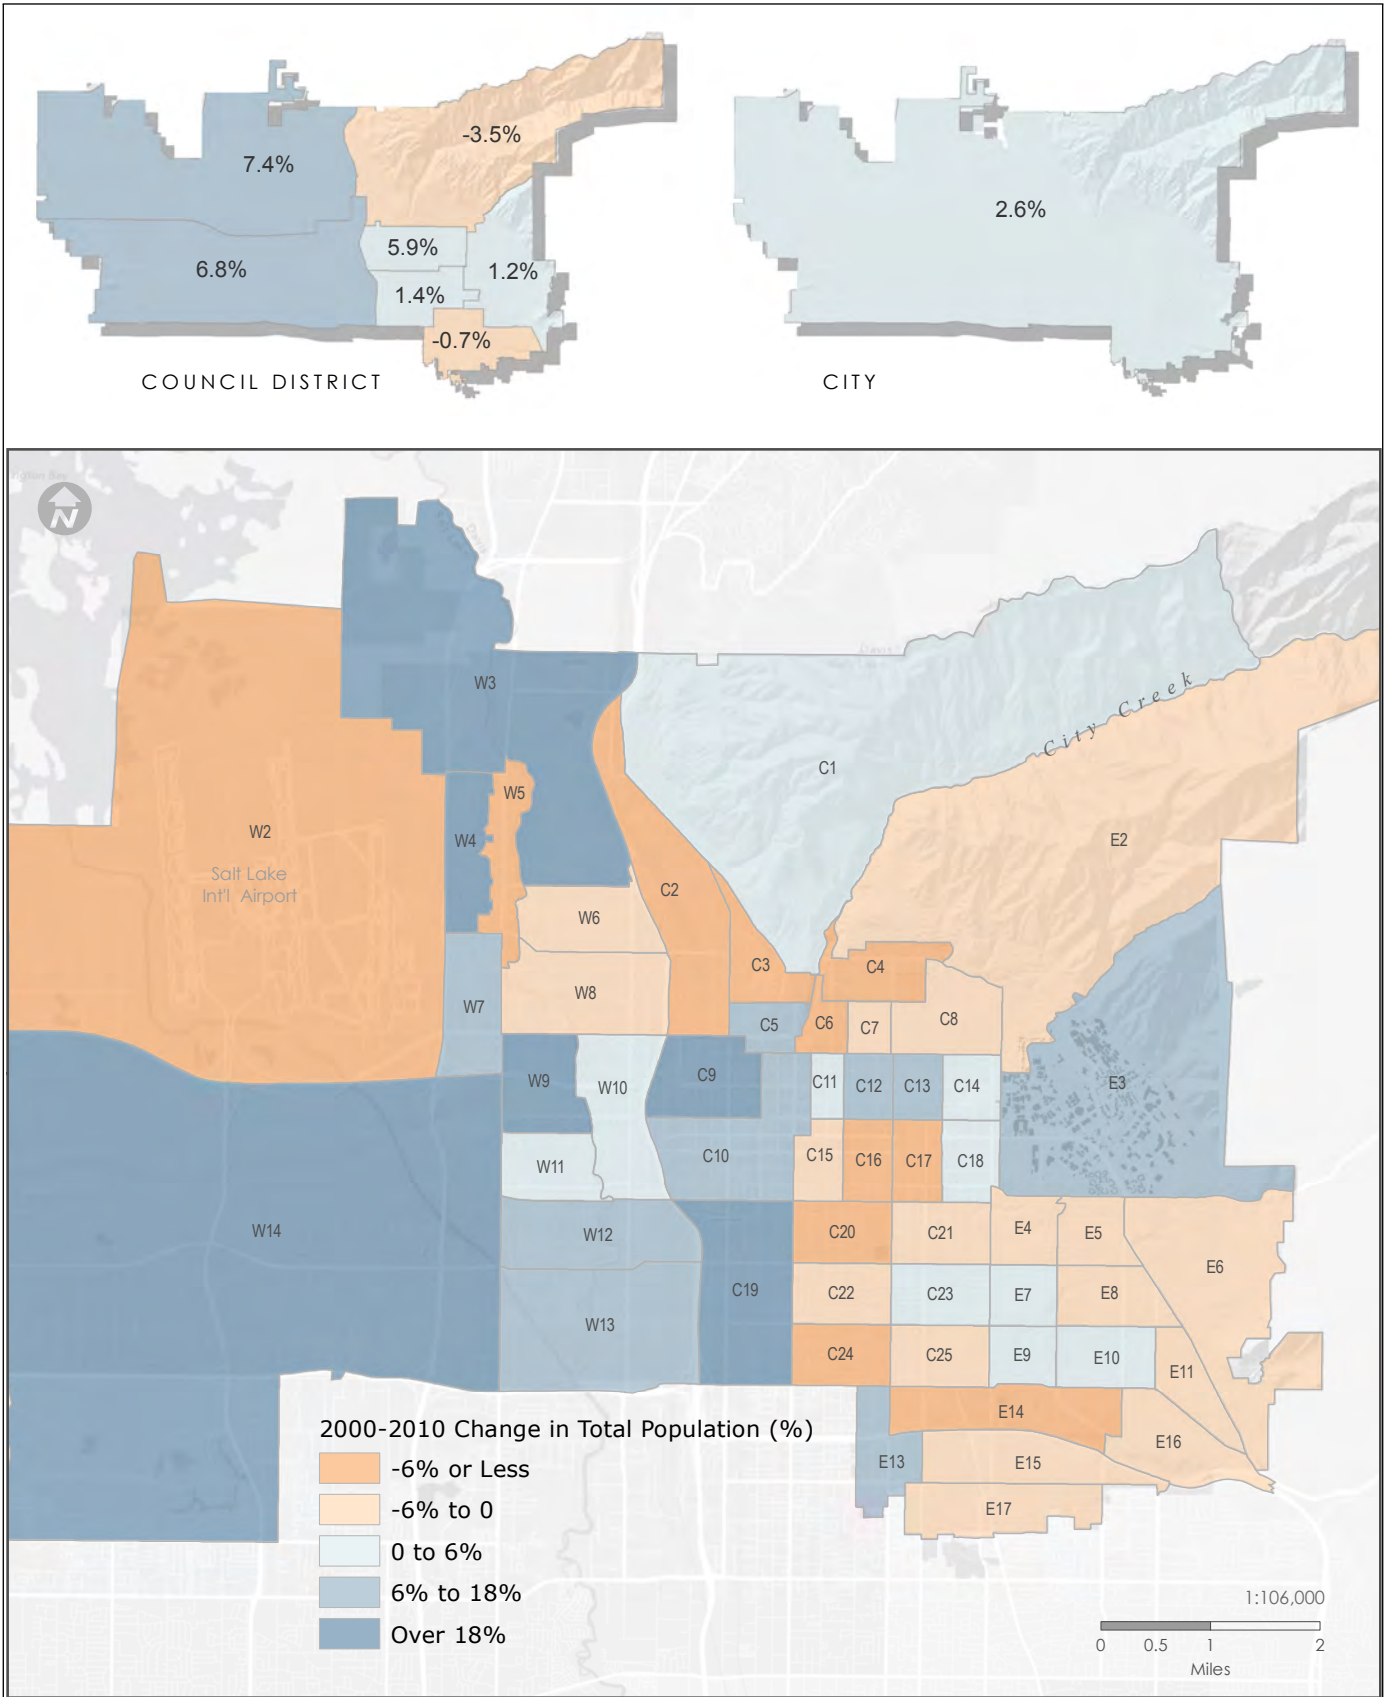 -3.5%
7.4%
5.9%
6.8%
1.2%
1.4%
-0.7%
COUNCIL DISTRICT
2.6%
CITY
N
W3
City Creek
C1
W5
W2
W4
E2
Salt Lake
Int'l Airport
C2
W6
C3
C4
W8
W7
C5
C6
C7
C8
W9
W10
C9
C11
C12
C13
C14
E3
W11
C10
C15
C16
C17
C18
W14
W12
C20
C21
E4
E5
E6
C19
C22
C23
E7
E8
W13
C24
C25
E9
E10
E11
E14
E13
E15
E16
E17
2000-2010 Change in Total Population (%)
-6% or Less
-6% to 0
0 to 6%
6% to 18%
Over 18%
1:106,000
0 0.5 1 2
Miles